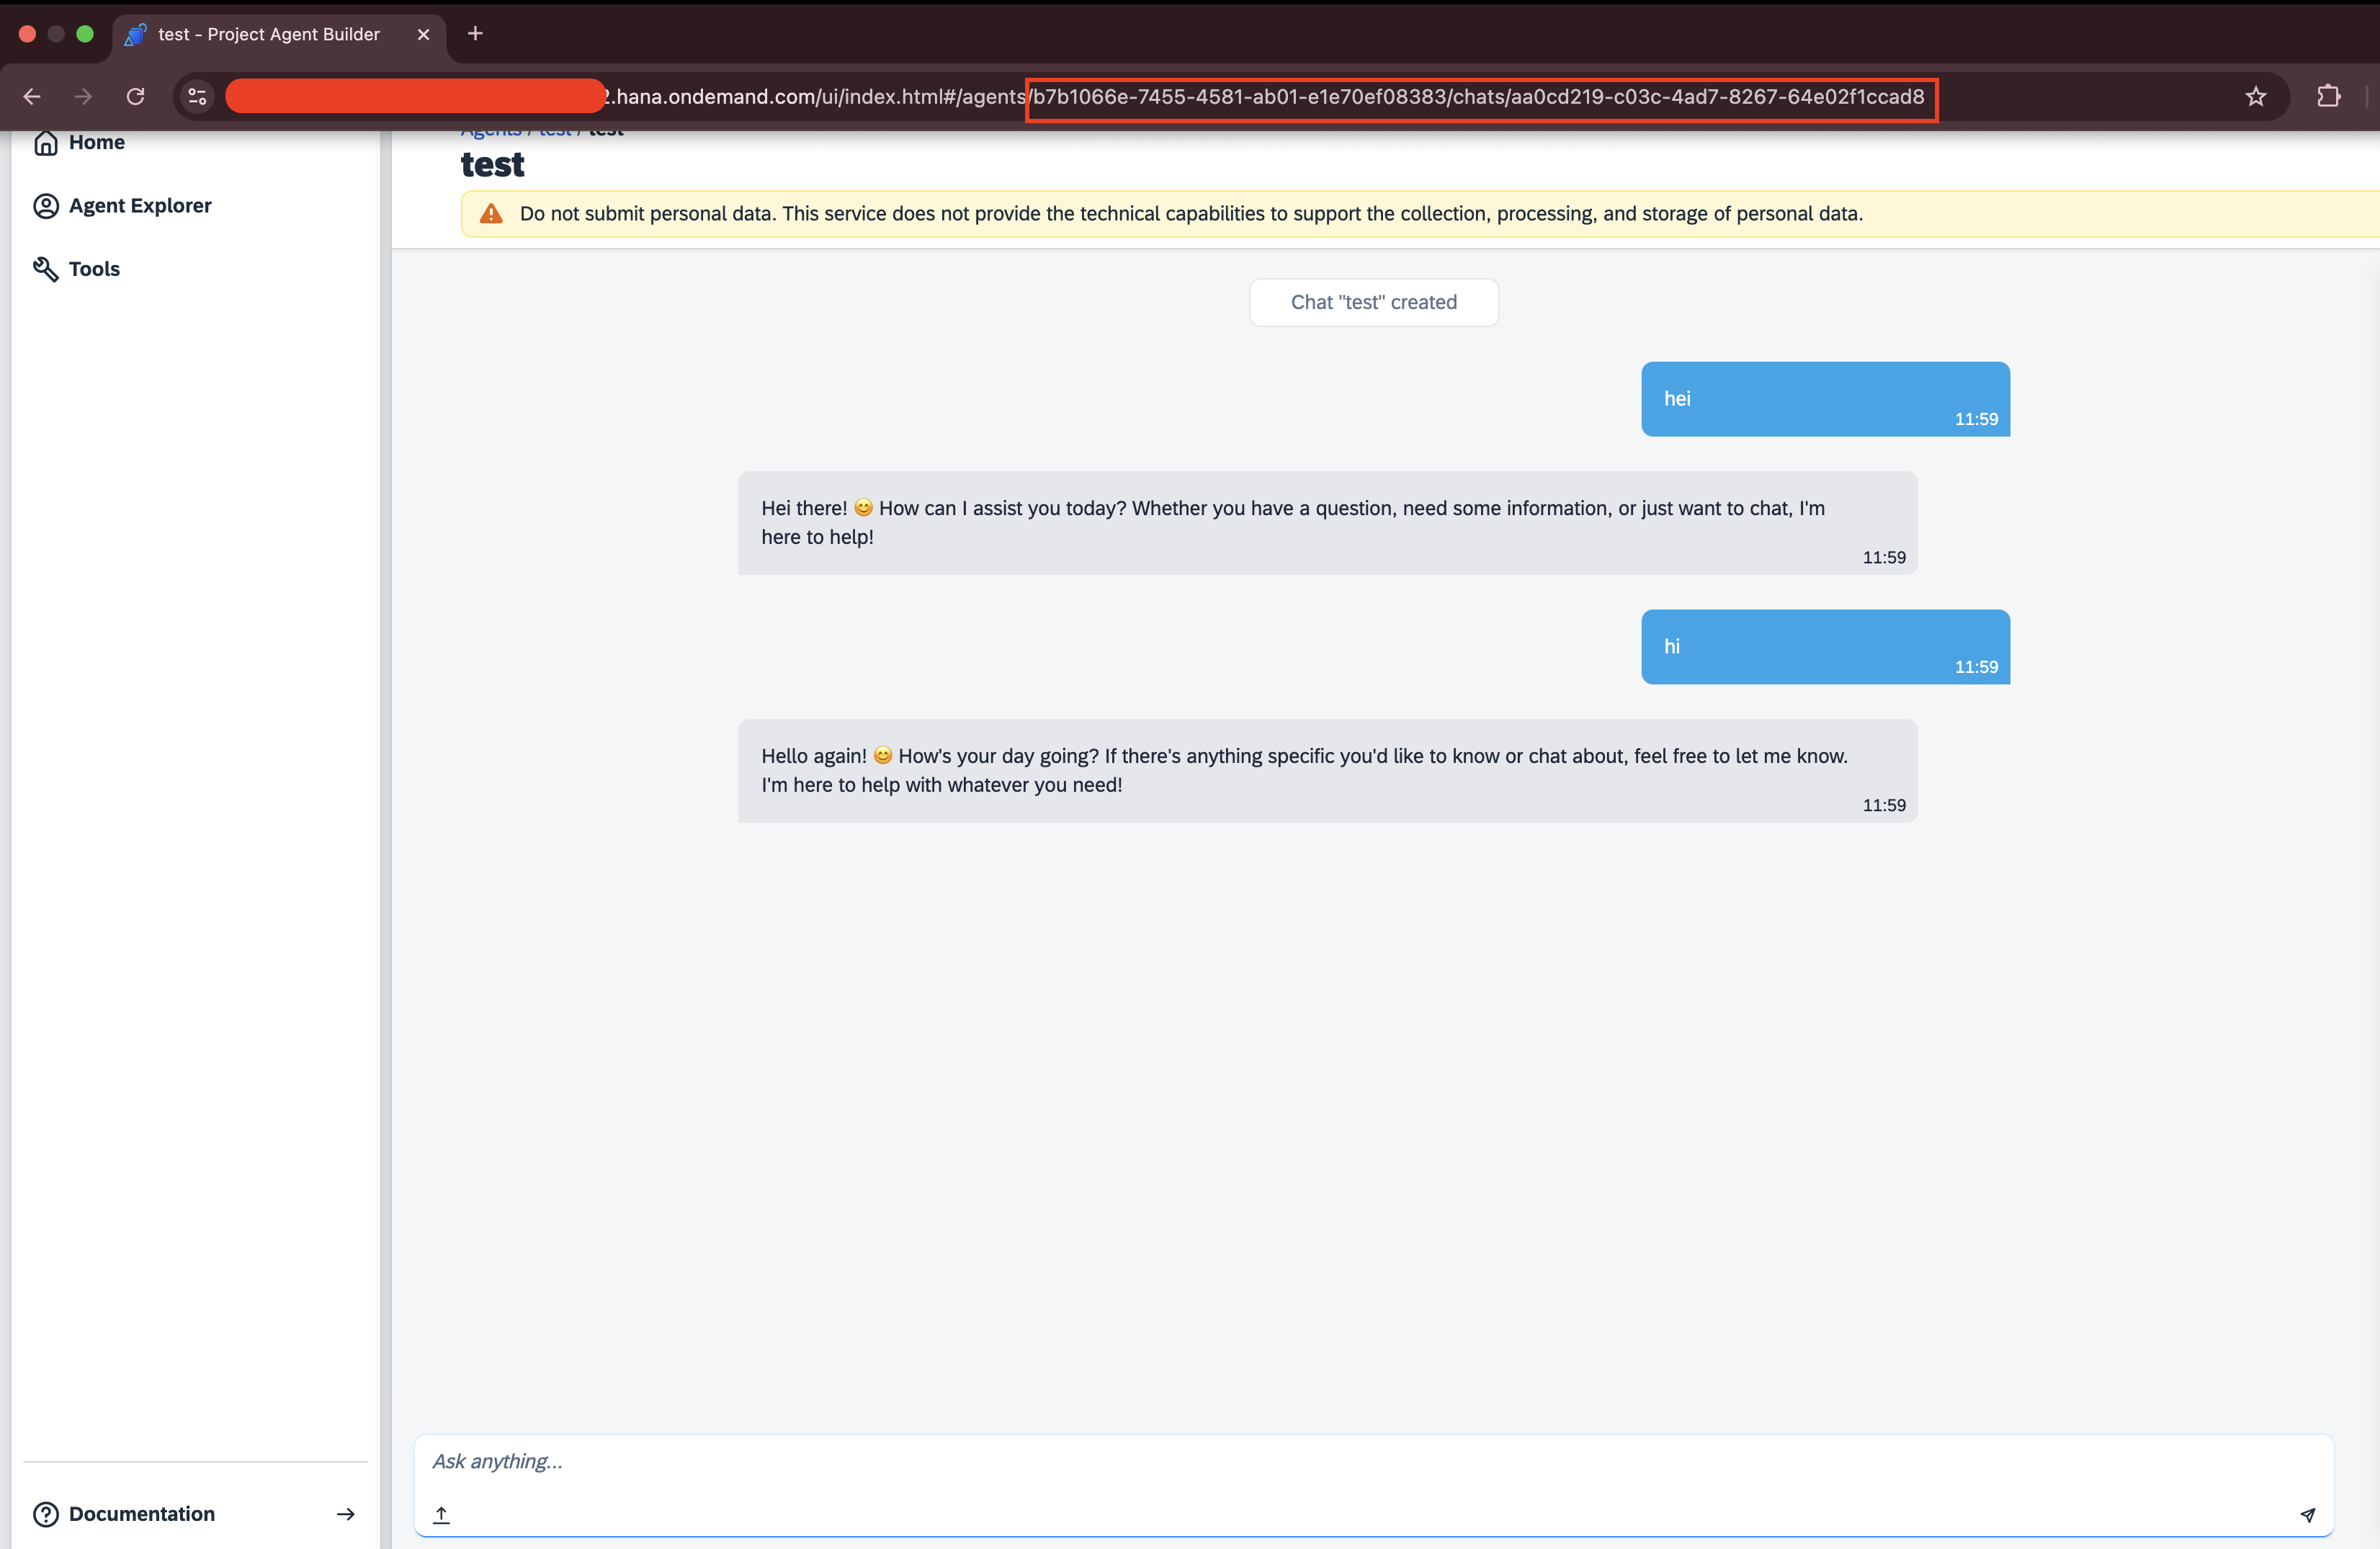 test - Project Agent Builder
.hana.ondemand.com/ui/index.html#/agents/b7b1066e-7455-4581-ab01-e1e70ef08383/chats/aa0cd219-c03c-4ad7-8267-64e02f1ccad8
Home
Agents / test / test
test
Agent Explorer
Do not submit personal data. This service does not provide the technical capabilities to support the collection, processing, and storage of personal data.
Tools
Chat "test" created
hei
11:59
Hei there! 😊 How can I assist you today? Whether you have a question, need some information, or just want to chat, I'm
here to help!
11:59
hi
11:59
Hello again! 😊 How's your day going? If there's anything specific you'd like to know or chat about, feel free to let me know.
I'm here to help with whatever you need!
11:59
Ask anything...
Documentation